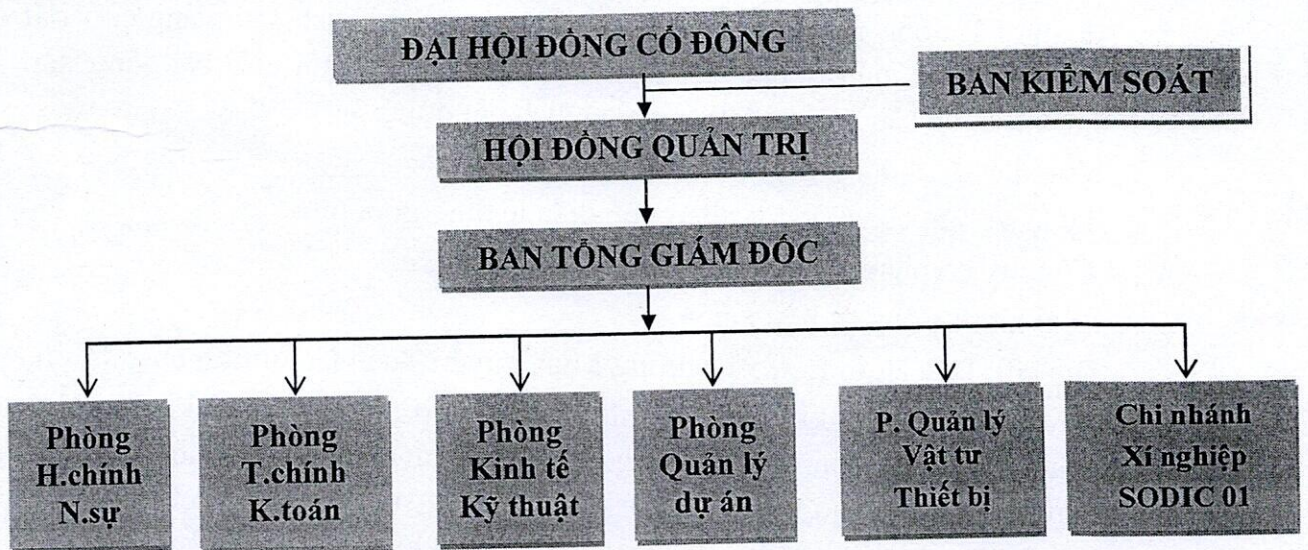 ĐẠI HỘI ĐỒNG CỔ ĐÔNG
BAN KIỂM SOÁT
HỘI ĐỒNG QUẢN TRỊ
BAN TỔNG GIÁM ĐỐC
Phòng
H.chính
N.sự
Phòng
T.chính
K.toán
Phòng
Kinh tế
Kỹ thuật
Phòng
Quản lý
dự án
P. Quản lý
Vật tư
Thiết bị
Chi nhánh
Xí nghiệp
SODIC 01